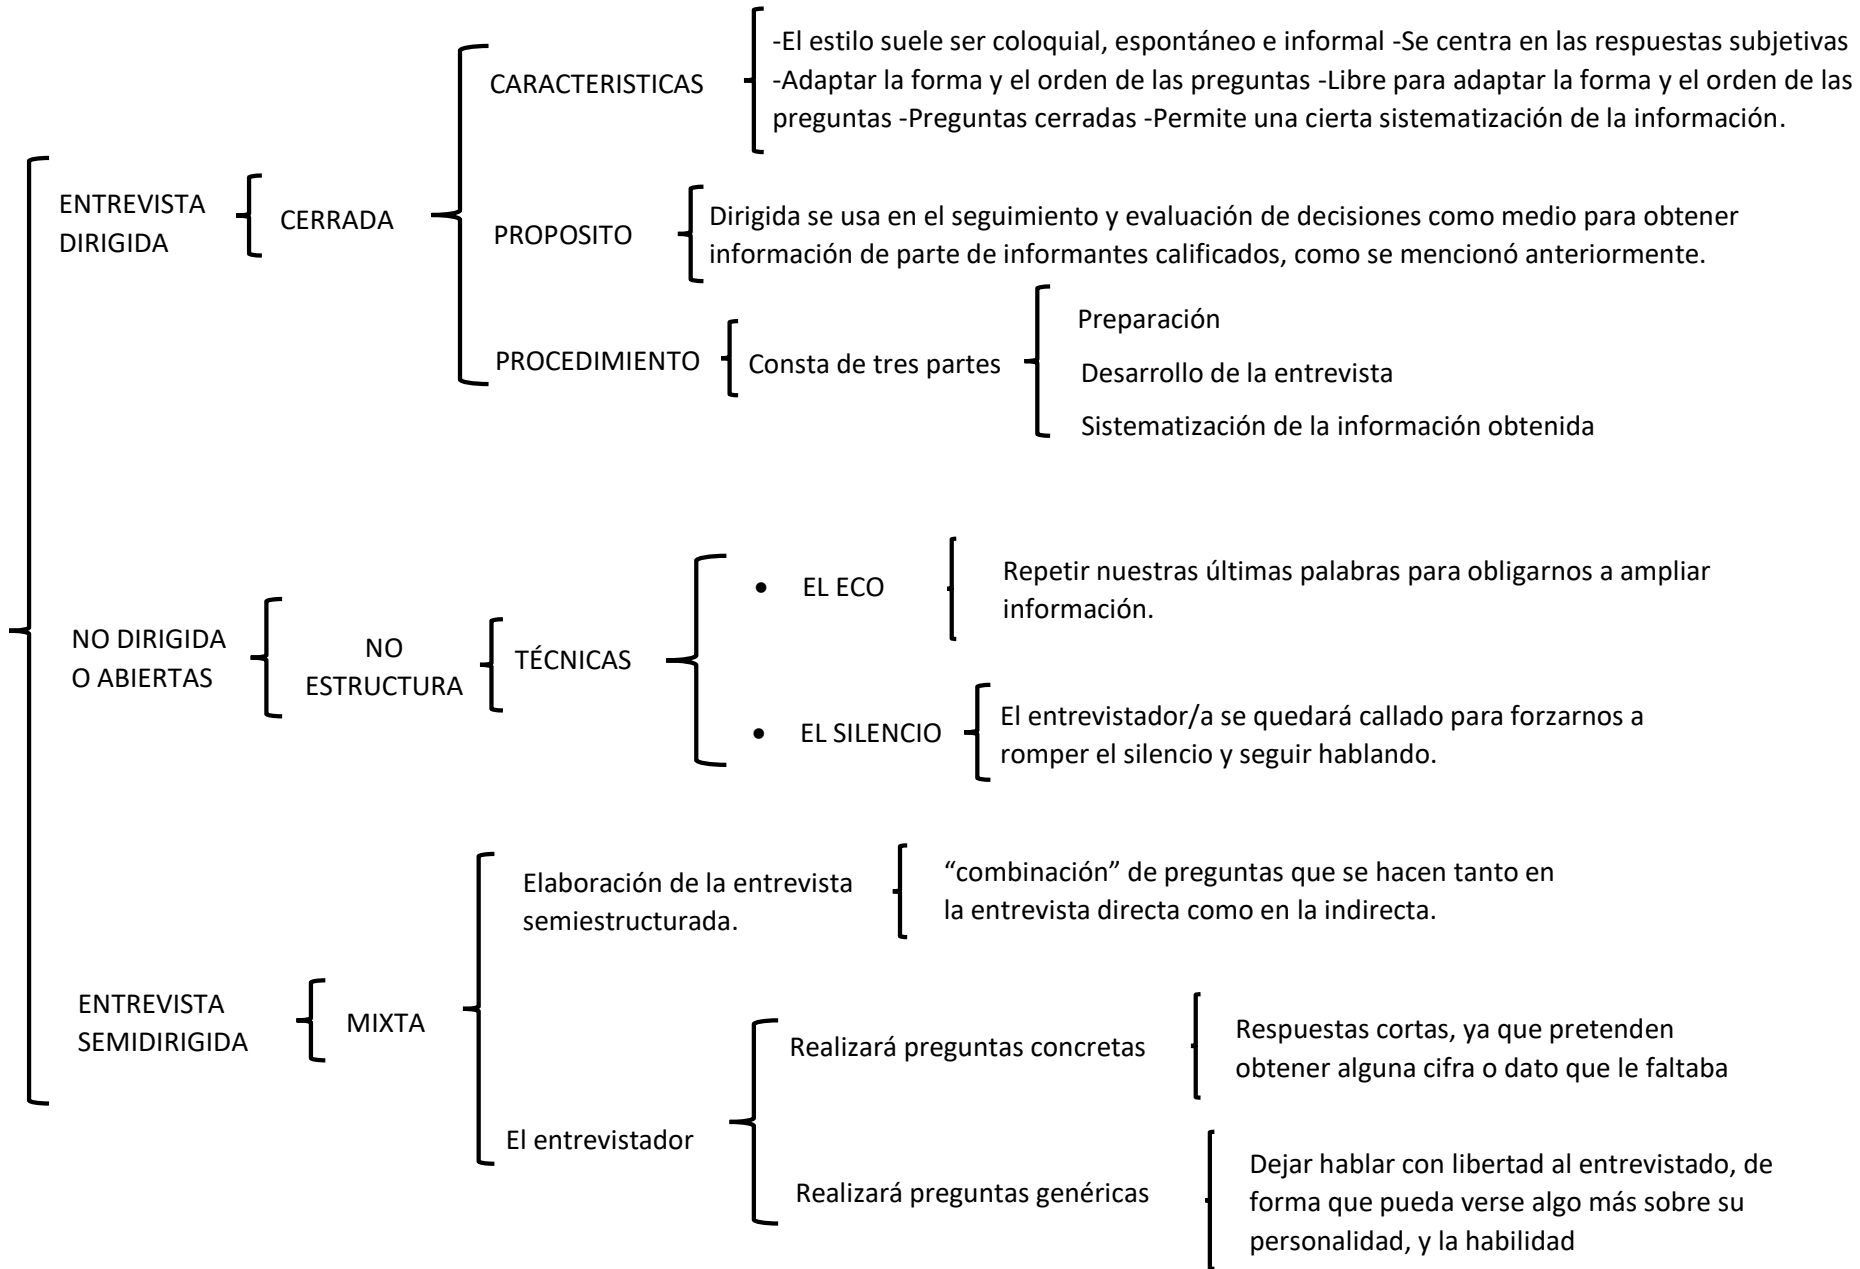 -El estilo suele ser coloquial, espontáneo e informal -Se centra en las respuestas subjetivas
-Adaptar la forma y el orden de las preguntas -Libre para adaptar la forma y el orden de las
preguntas -Preguntas cerradas -Permite una cierta sistematización de la información.
CARACTERISTICAS
ENTREVISTA
DIRIGIDA
CERRADA
PROPOSITO
Dirigida se usa en el seguimiento y evaluación de decisiones como medio para obtener
información de parte de informantes calificados, como se mencionó anteriormente.
PROCEDIMIENTO
Consta de tres partes
Preparación
Desarrollo de la entrevista
Sistematización de la información obtenida
NO DIRIGIDA
O ABIERTAS
NO
ESTRUCTURA
TÉCNICAS
• EL ECO
Repetir nuestras últimas palabras para obligarnos a ampliar
información.
• EL SILENCIO
El entrevistador/a se quedará callado para forzarnos a
romper el silencio y seguir hablando.
ENTREVISTA
SEMIDIRIGIDA
MIXTA
Elaboración de la entrevista
semiestructurada.
“combinación” de preguntas que se hacen tanto en
la entrevista directa como en la indirecta.
El entrevistador
Realizará preguntas concretas
Respuestas cortas, ya que pretenden
obtener alguna cifra o dato que le faltaba
Realizará preguntas genéricas
Dejar hablar con libertad al entrevistado, de
forma que pueda verse algo más sobre su
personalidad, y la habilidad